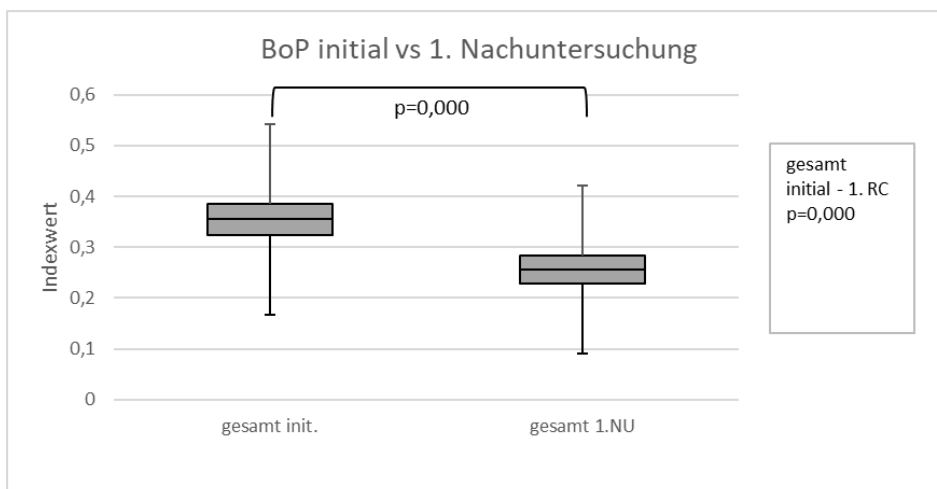 BoP initial vs 1. Nachuntersuchung
p=0,000
Indexwert
0,6
0,5
0,4
0,3
0,2
0,1
0
gesamt init.
gesamt 1.NU
gesamt
initial - 1. RC
p=0,000